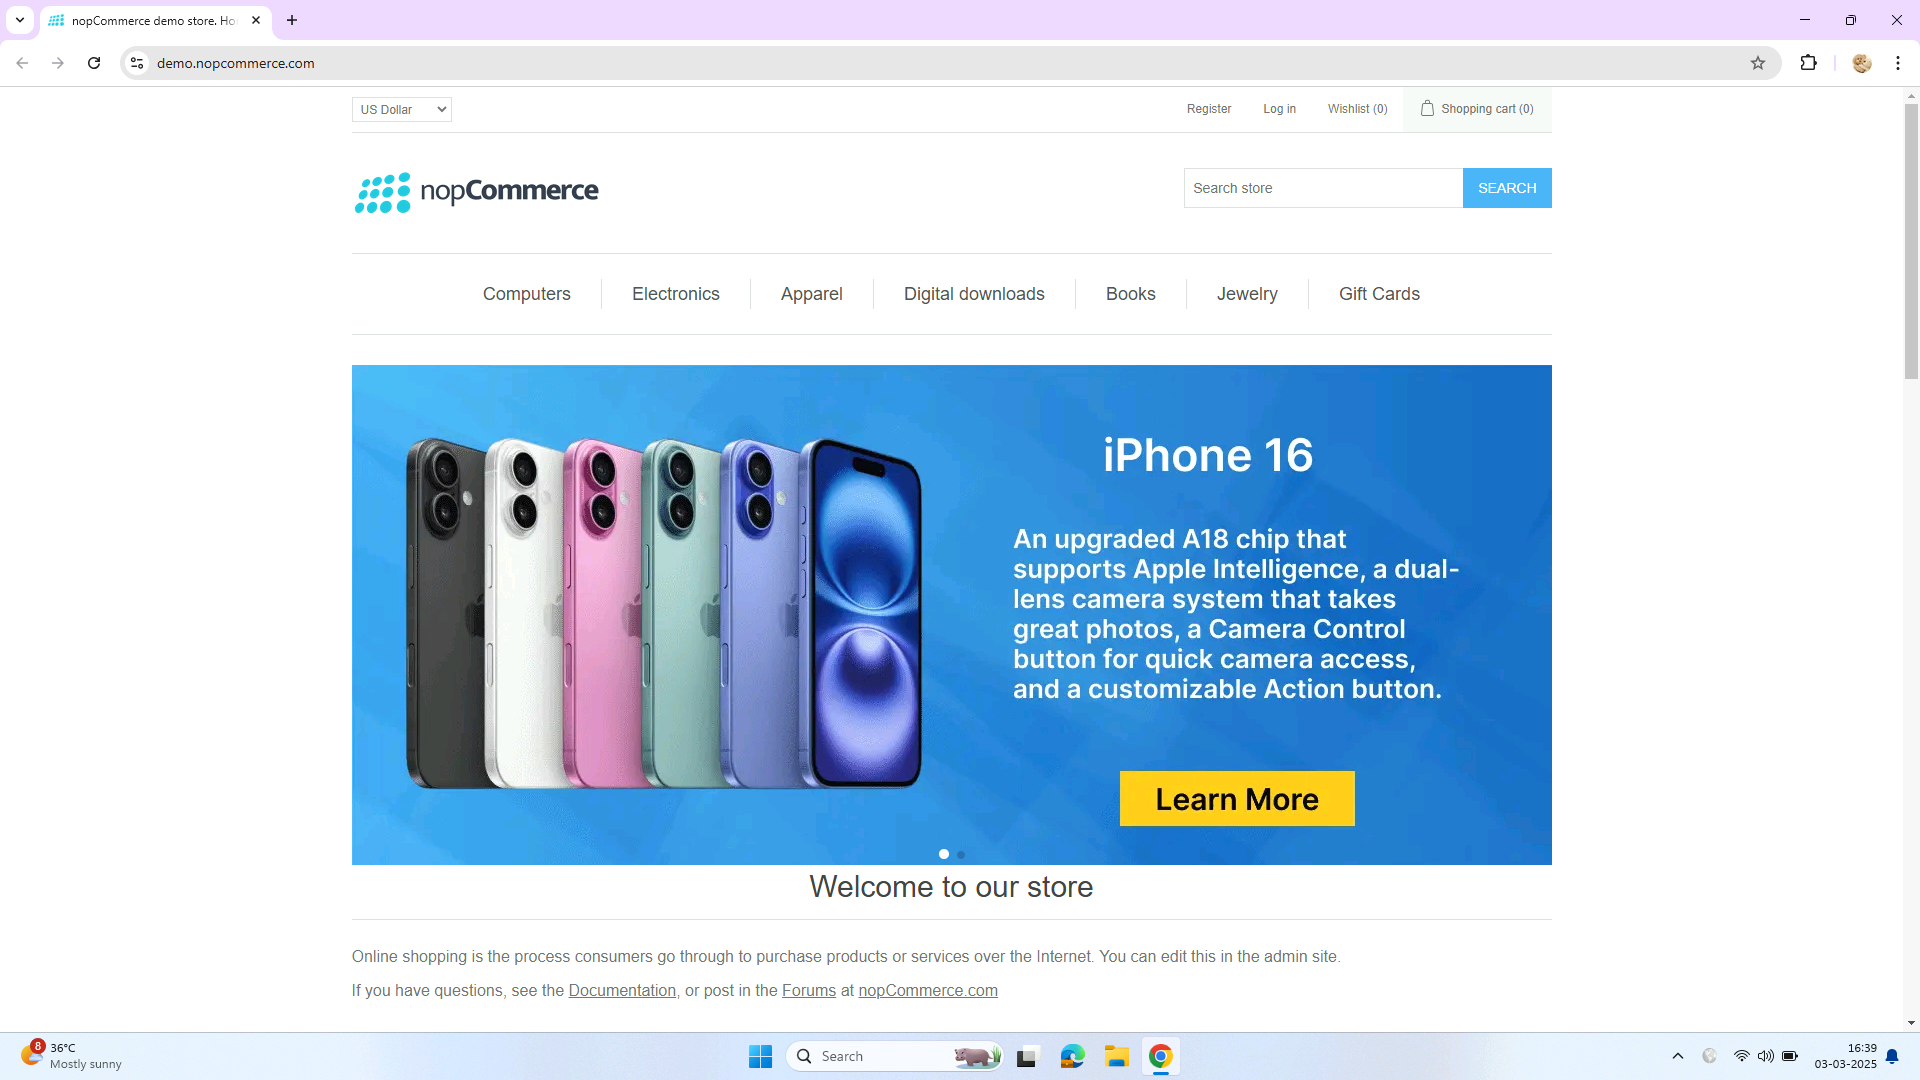 nopCommerce demo store. Ho
demo.nopcommerce.com
US Dollar
Register
Log in
Wishlist (0)
Shopping cart (0)
nopCommerce
Search store
SEARCH
Computers
Electronics
Apparel
Digital downloads
Books
Jewelry
Gift Cards
iPhone 16
An upgraded A18 chip that
supports Apple Intelligence, a dual-
lens camera system that takes
great photos, a Camera Control
button for quick camera access,
and a customizable Action button.
Learn More
Welcome to our store
Online shopping is the process consumers go through to purchase products or services over the Internet. You can edit this in the admin site.
If you have questions, see the Documentation, or post in the Forums at nopCommerce.com
8
36°C
Mostly sunny
Search
16:39
03-03-2025